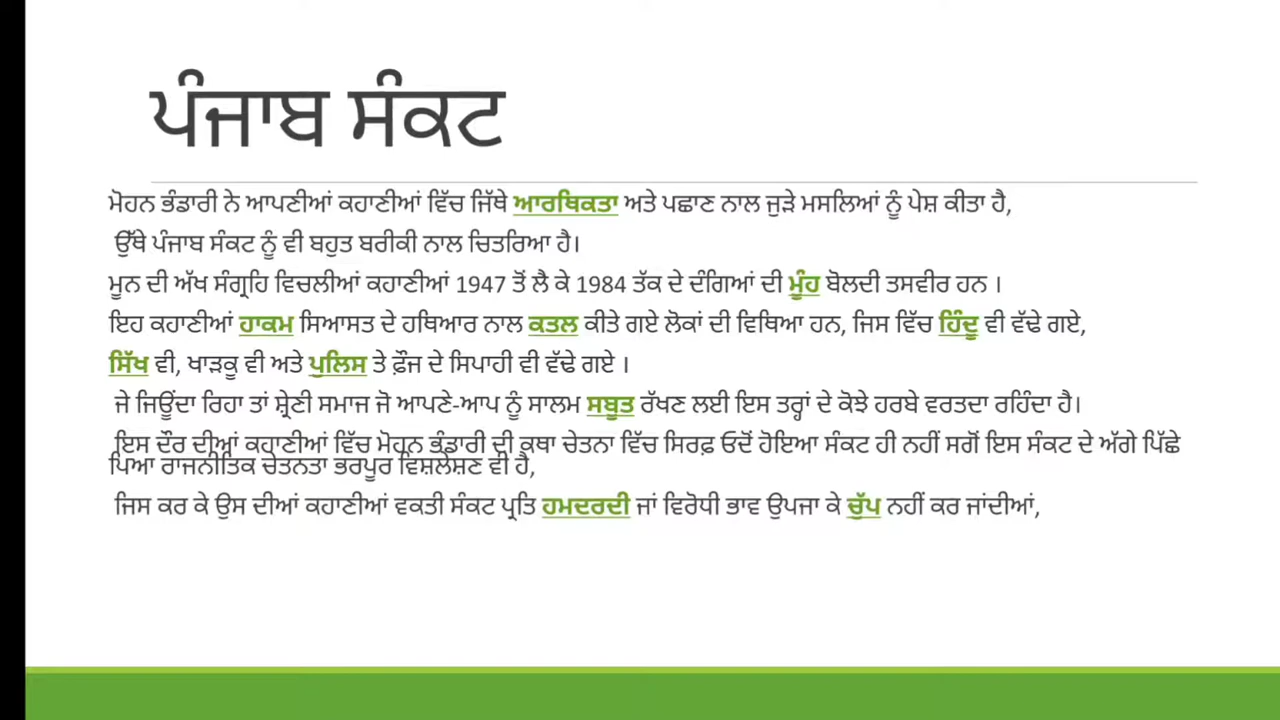 ਪੰਜਾਬ ਸੰਕਟ
ਮੋਹਨ ਭੰਡਾਰੀ ਨੇ ਆਪਣੀਆਂ ਕਹਾਣੀਆਂ ਵਿੱਚ ਜਿੱਥੇ ਆਰਥਿਕਤਾ ਅਤੇ ਪਛਾਣ ਨਾਲ ਜੁੜੇ ਮਸਲਿਆਂ ਨੂੰ ਪੇਸ਼ ਕੀਤਾ ਹੈ,
ਉੱਥੇ ਪੰਜਾਬ ਸੰਕਟ ਨੂੰ ਵੀ ਬਹੁਤ ਬਰੀਕੀ ਨਾਲ ਚਿਤਰਿਆ ਹੈ।
ਮੂਨ ਦੀ ਅੱਖ ਸੰਗ੍ਰਹਿ ਵਿਚਲੀਆਂ ਕਹਾਣੀਆਂ 1947 ਤੋਂ ਲੈ ਕੇ 1984 ਤੱਕ ਦੇ ਦੰਗਿਆਂ ਦੀ ਮੂੰਹ ਬੋਲਦੀ ਤਸਵੀਰ ਹਨ ।
ਇਹ ਕਹਾਣੀਆਂ ਹਾਕਮ ਸਿਆਸਤ ਦੇ ਹਥਿਆਰ ਨਾਲ ਕਤਲ ਕੀਤੇ ਗਏ ਲੋਕਾਂ ਦੀ ਵਿਥਿਆ ਹਨ, ਜਿਸ ਵਿੱਚ ਹਿੰਦੂ ਵੀ ਵੱਢੇ ਗਏ,
ਸਿੱਖ ਵੀ, ਖਾੜਕੂ ਵੀ ਅਤੇ ਪੁਲਿਸ ਤੇ ਫ਼ੌਜ ਦੇ ਸਿਪਾਹੀ ਵੀ ਵੱਢੇ ਗਏ ।
ਜੇ ਜਿਊਂਦਾ ਰਿਹਾ ਤਾਂ ਸ਼੍ਰੇਣੀ ਸਮਾਜ ਜੋ ਆਪਣੇ-ਆਪ ਨੂੰ ਸਾਲਮ ਸਬੂਤ ਰੱਖਣ ਲਈ ਇਸ ਤਰ੍ਹਾਂ ਦੇ ਕੋਝੇ ਹਰਬੇ ਵਰਤਦਾ ਰਹਿੰਦਾ ਹੈ।
ਇਸ ਦੌਰ ਦੀਆਂ ਕਹਾਣੀਆਂ ਵਿੱਚ ਮੋਹਨ ਭੰਡਾਰੀ ਦੀ ਕਥਾ ਚੇਤਨਾ ਵਿੱਚ ਸਿਰਫ਼ ਓਦੋਂ ਹੋਇਆ ਸੰਕਟ ਹੀ ਨਹੀਂ ਸਗੋਂ ਇਸ ਸੰਕਟ ਦੇ ਅੱਗੇ ਪਿੱਛੇ
ਪਿਆ ਰਾਜਨੀਤਿਕ ਚੇਤਨਤਾ ਭਰਪੂਰ ਵਿਸ਼ਲੇਸ਼ਣ ਵੀ ਹੈ,
ਜਿਸ ਕਰ ਕੇ ਉਸ ਦੀਆਂ ਕਹਾਣੀਆਂ ਵਕਤੀ ਸੰਕਟ ਪ੍ਰਤਿ ਹਮਦਰਦੀ ਜਾਂ ਵਿਰੋਧੀ ਭਾਵ ਉਪਜਾ ਕੇ ਚੁੱਪ ਨਹੀਂ ਕਰ ਜਾਂਦੀਆਂ,